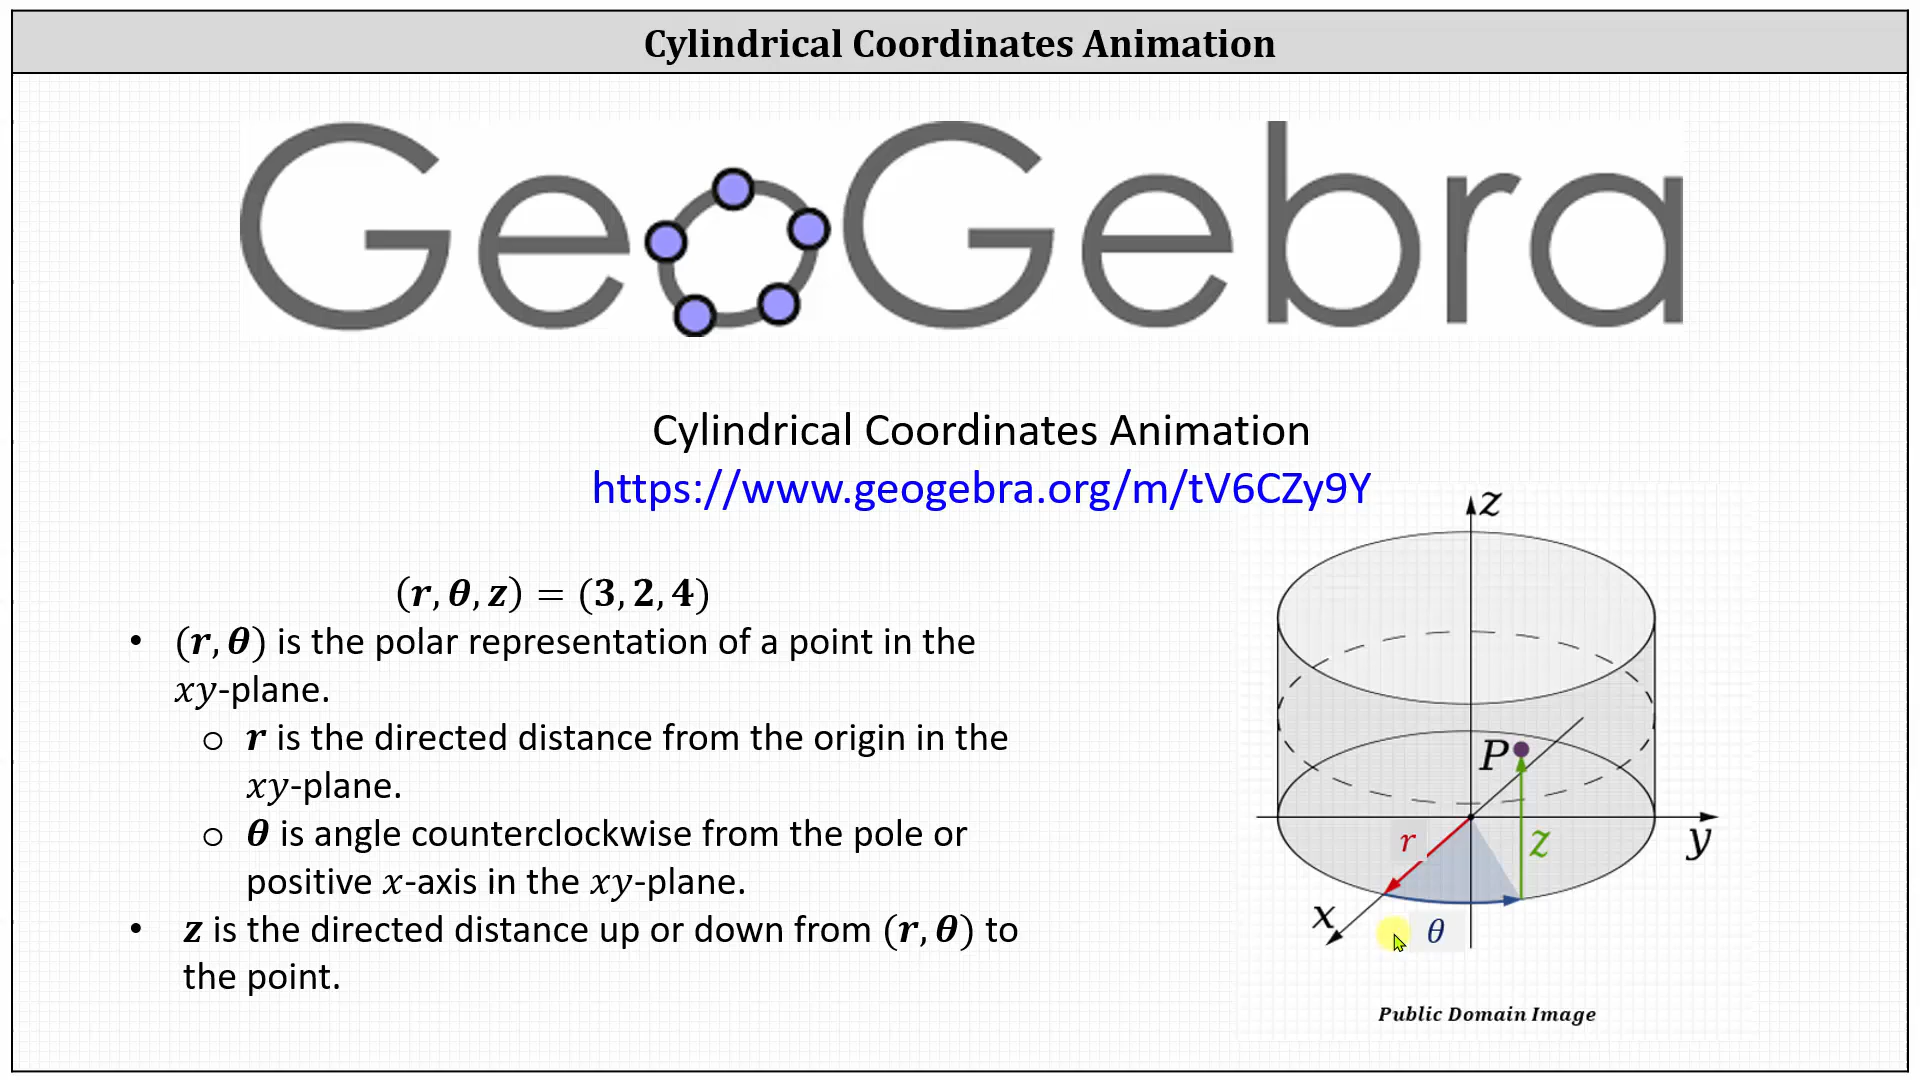 Cylindrical Coordinates Animation
GeoGebra
Cylindrical Coordinates Animation
https://www.geogebra.org/m/tV6CZy9Y
(r, θ, z) = (3, 2, 4)
• (r, θ) is the polar representation of a point in the
xy-plane.
o r is the directed distance from the origin in the
xy-plane.
o θ is angle counterclockwise from the pole or
positive x-axis in the xy-plane.
• z is the directed distance up or down from (r, θ) to
the point.
z
P
r
z
y
x
θ
Public Domain Image